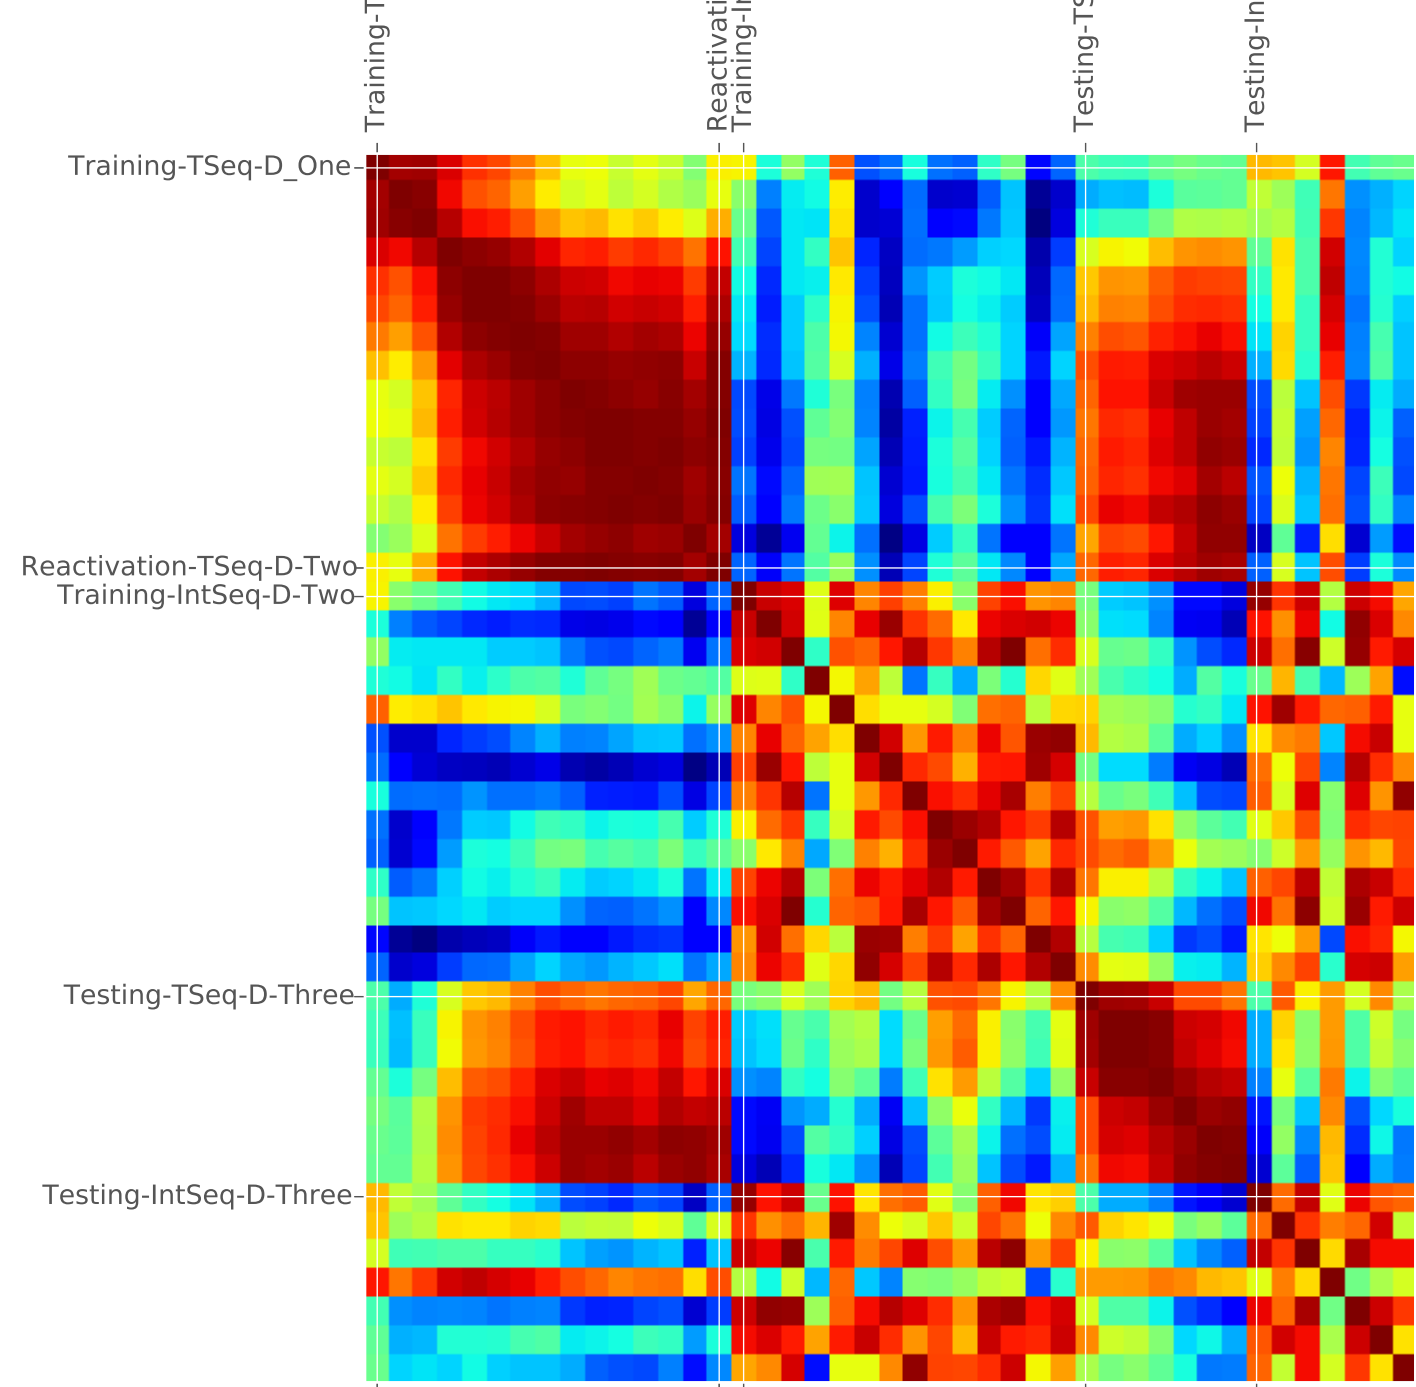 Training-T
Reactivati
Training-I
Testing-TS
Testing-In
Training-TSeq-D_One
Reactivation-TSeq-D-Two
Training-IntSeq-D-Two
Testing-TSeq-D-Three
Testing-IntSeq-D-Three